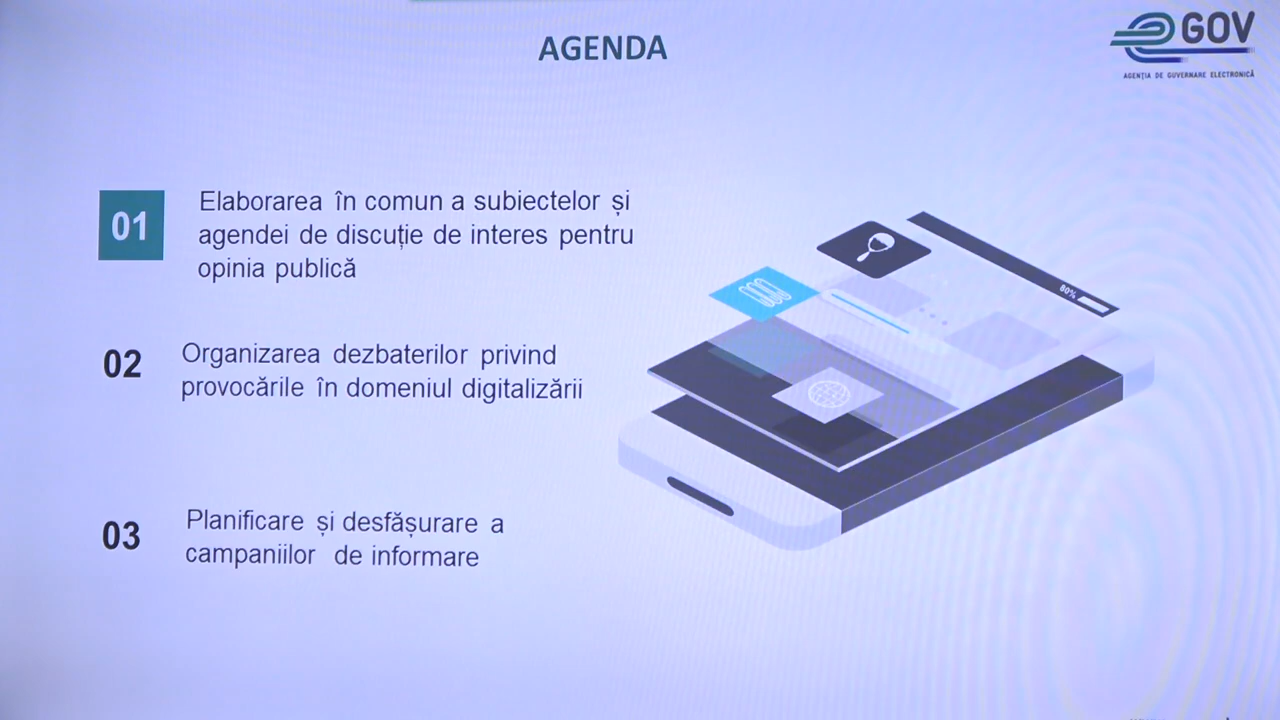 AGENDA
GOV
AGENȚIA DE GUVERNARE ELECTRONICĂ
01
Elaborarea în comun a subiectelor și
agendei de discuție de interes pentru
opinia publică
80%
02
Organizarea dezbaterilor privind
provocările în domeniul digitalizării
03
Planificare și desfășurare a
campaniilor de informare